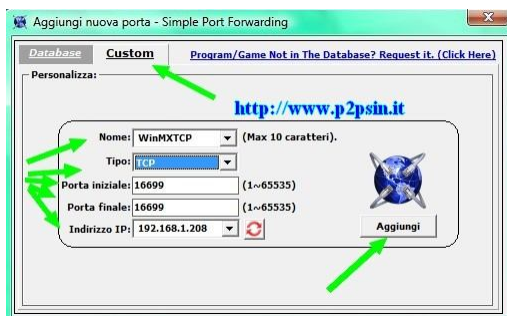 Aggiungi nuova porta - Simple Port Forwarding
Database Custom Program/Game Not in The Database? Request it. (Click Here)
Personalizza:
http://www.p2psin.it
Nome: WinMXTCP (Max 10 caratteri).
Tipo: TCP
Porta iniziale: 16699 (1~65535)
Porta finale: 16699 (1~65535)
Indirizzo IP: 192.168.1.208 Aggiungi